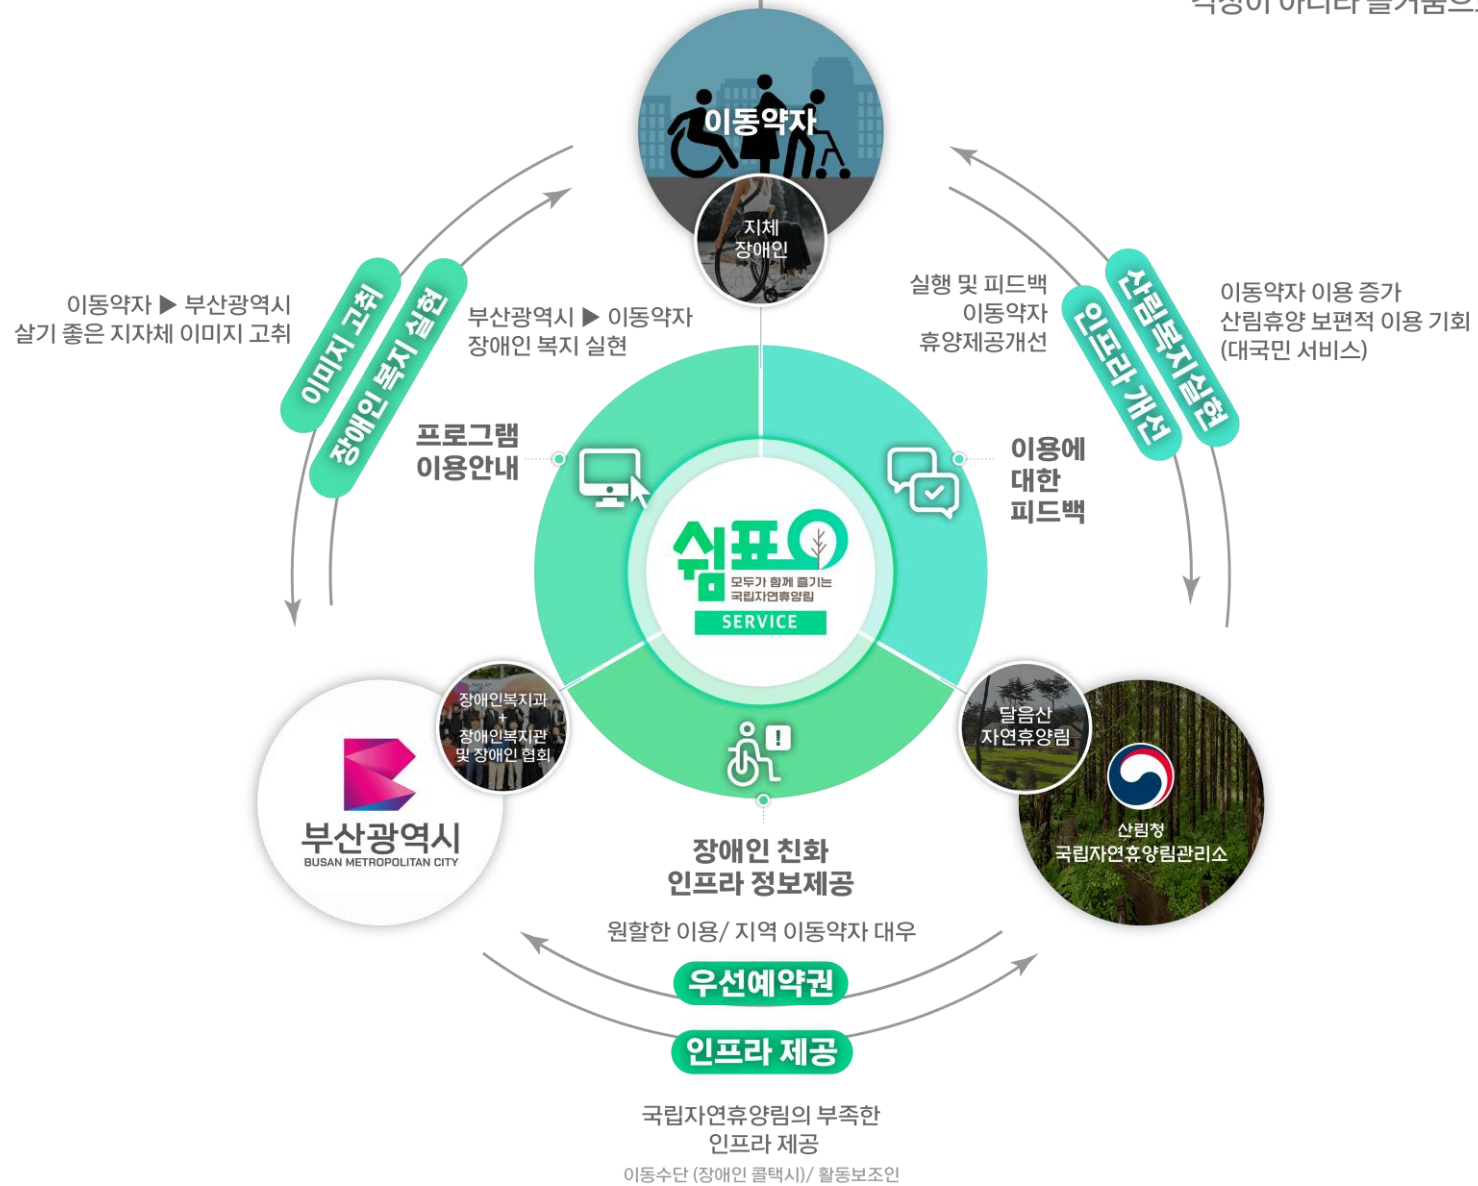 이동약자
지체
장애인
이동약자 ▶ 부산광역시
살기 좋은 지자체 이미지 고취
이미지 고취
장애인 복지 실현
부산광역시 ▶ 이동약자
장애인 복지 실현
실행 및 피드백
이동약자
휴양제공개선
인프라 개선
산림복지실현
이동약자 이용 증가
산림휴양 보편적 이용 기회
(대국민 서비스)
프로그램
이용안내
이용에
대한
피드백
쉼표
모두가 함께 즐기는
국립자연휴양림
SERVICE
장애인복지과
+
장애인복지관
및 장애인 협회
부산광역시
BUSAN METROPOLITAN CITY
달음산
자연휴양림
산림청
국립자연휴양림관리소
장애인 친화
인프라 정보제공
원할한 이용/ 지역 이동약자 대우
우선예약권
인프라 제공
국립자연휴양림의 부족한
인프라 제공
이동수단 (장애인 콜택시)/ 활동보조인